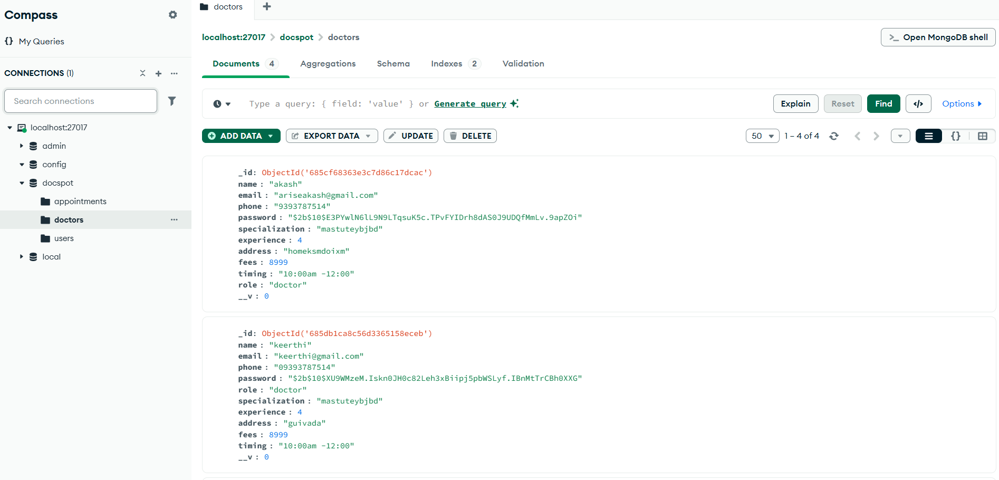 Compass
My Queries
CONNECTIONS (1)
Search connections
localhost:27017
admin
config
docspot
appointments
doctors
users
local
doctors
localhost:27017 > docspot > doctors
>_ Open MongoDB shell
Documents 4 Aggregations Schema Indexes 2 Validation
Type a query: { field: 'value' } or Generate query
Explain Reset Find </> Options
ADD DATA EXPORT DATA UPDATE DELETE
50 1 – 4 of 4 {}
_id: ObjectId('685cf68363e3c7d86c17dcac')
name : "akash"
email : "ariseakash@gmail.com"
phone : "9393787514"
password : "$2b$10$E3PYwlN6lL9N9LTqsuK5c.TPvFYIDrh8dAS0J9UDQfMmLv.9apZOi"
specialization : "mastuteybjbd"
experience : 4
address : "homeksmdoixm"
fees : 8999
timing : "10:00am -12:00"
role : "doctor"
__v : 0
_id: ObjectId('685db1ca8c56d3365158eceb')
name : "keerthi"
email : "keerthi@gmail.com"
phone : "09393787514"
password : "$2b$10$XU9WMzeM.Iskn0JH0c82Leh3xBiipj5pbWSLyf.IBnMtTrCBh0XXG"
role : "doctor"
specialization : "mastuteybjbd"
experience : 4
address : "guivada"
fees : 8999
timing : "10:00am -12:00"
__v : 0